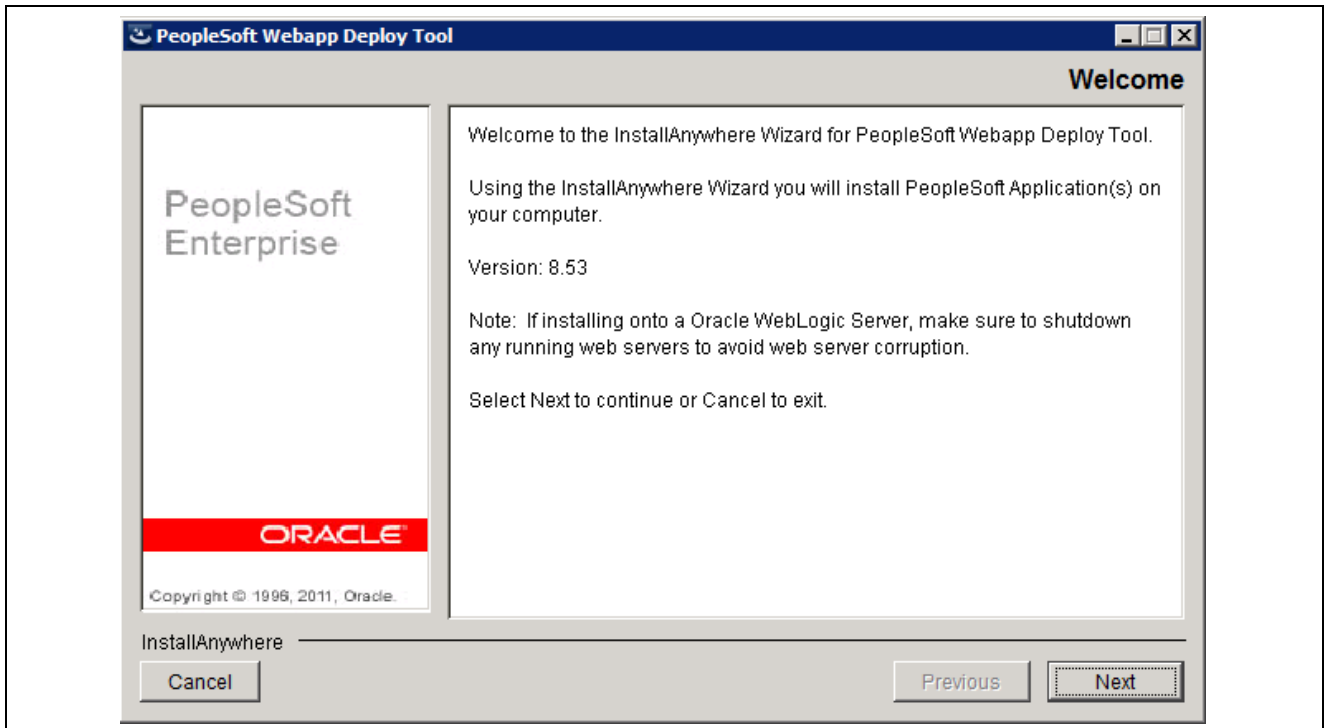 PeopleSoft Webapp Deploy Tool
Welcome
PeopleSoft
Enterprise
ORACLE
Copyright © 1996, 2011, Oracle.
Welcome to the InstallAnywhere Wizard for PeopleSoft Webapp Deploy Tool.
Using the InstallAnywhere Wizard you will install PeopleSoft Application(s) on
your computer.
Version: 8.53
Note: If installing onto a Oracle WebLogic Server, make sure to shutdown
any running web servers to avoid web server corruption.
Select Next to continue or Cancel to exit.
InstallAnywhere
Cancel
Previous
Next